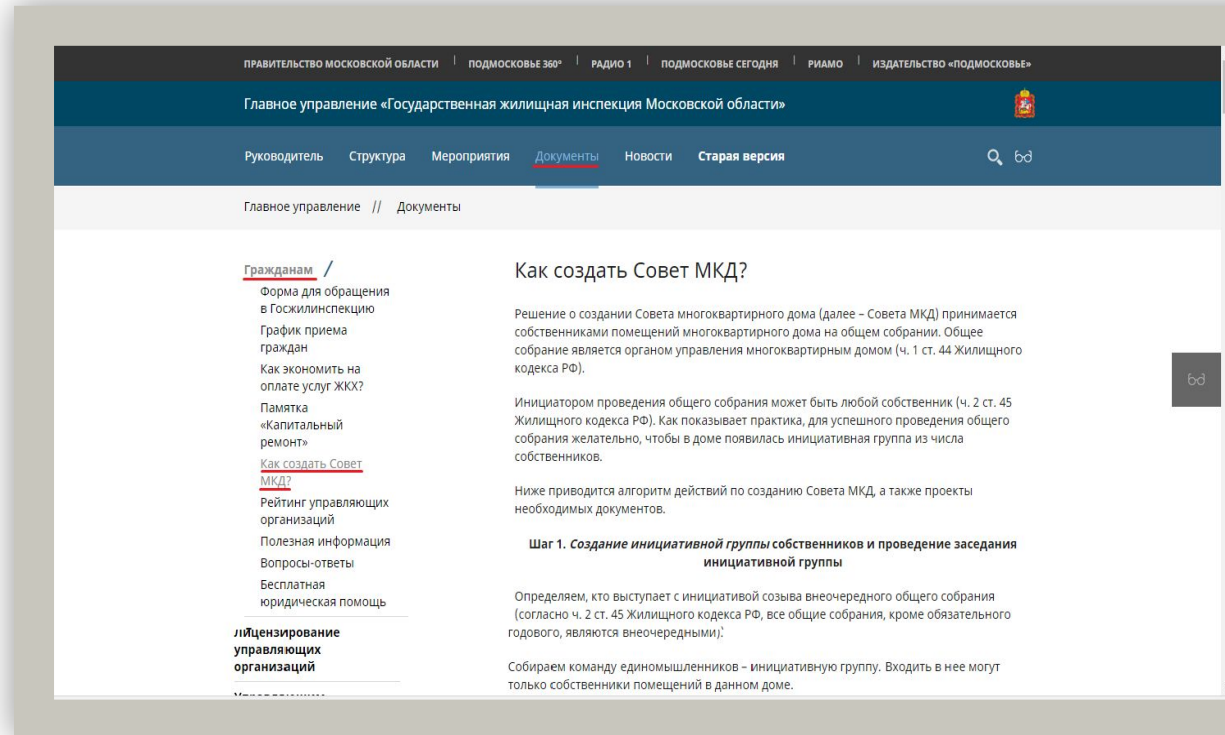 ПРАВИТЕЛЬСТВО МОСКОВСКОЙ ОБЛАСТИ ПОДМОСКОВЬЕ 360° РАДИО 1 ПОДМОСКОВЬЕ СЕГОДНЯ РИАМО ИЗДАТЕЛЬСТВО «ПОДМОСКОВЬЕ»
Главное управление «Государственная жилищная инспекция Московской области»
Руководитель Структура Мероприятия Документы Новости Старая версия
Главное управление // Документы
Гражданам /
Форма для обращения
в Госжилинспекцию
График приема
граждан
Как экономить на
оплате услуг ЖКХ?
Памятка
«Капитальный
ремонт»
Как создать Совет
МКД?
Рейтинг управляющих
организаций
Полезная информация
Вопросы-ответы
Бесплатная
юридическая помощь
Лицензирование
управляющих
организаций
Как создать Совет МКД?
Решение о создании Совета многоквартирного дома (далее – Совета МКД) принимается
собственниками помещений многоквартирного дома на общем собрании. Общее
собрание является органом управления многоквартирным домом (ч. 1 ст. 44 Жилищного
кодекса РФ).
Инициатором проведения общего собрания может быть любой собственник (ч. 2 ст. 45
Жилищного кодекса РФ). Как показывает практика, для успешного проведения общего
собрания желательно, чтобы в доме появилась инициативная группа из числа
собственников.
Ниже приводится алгоритм действий по созданию Совета МКД, а также проекты
необходимых документов.
Шаг 1. Создание инициативной группы собственников и проведение заседания
инициативной группы
Определяем, кто выступает с инициативой созыва внеочередного общего собрания
(согласно ч. 2 ст. 45 Жилищного кодекса РФ, все общие собрания, кроме обязательного
годового, являются внеочередными).
Собираем команду единомышленников – инициативную группу. Входить в нее могут
только собственники помещений в данном доме.